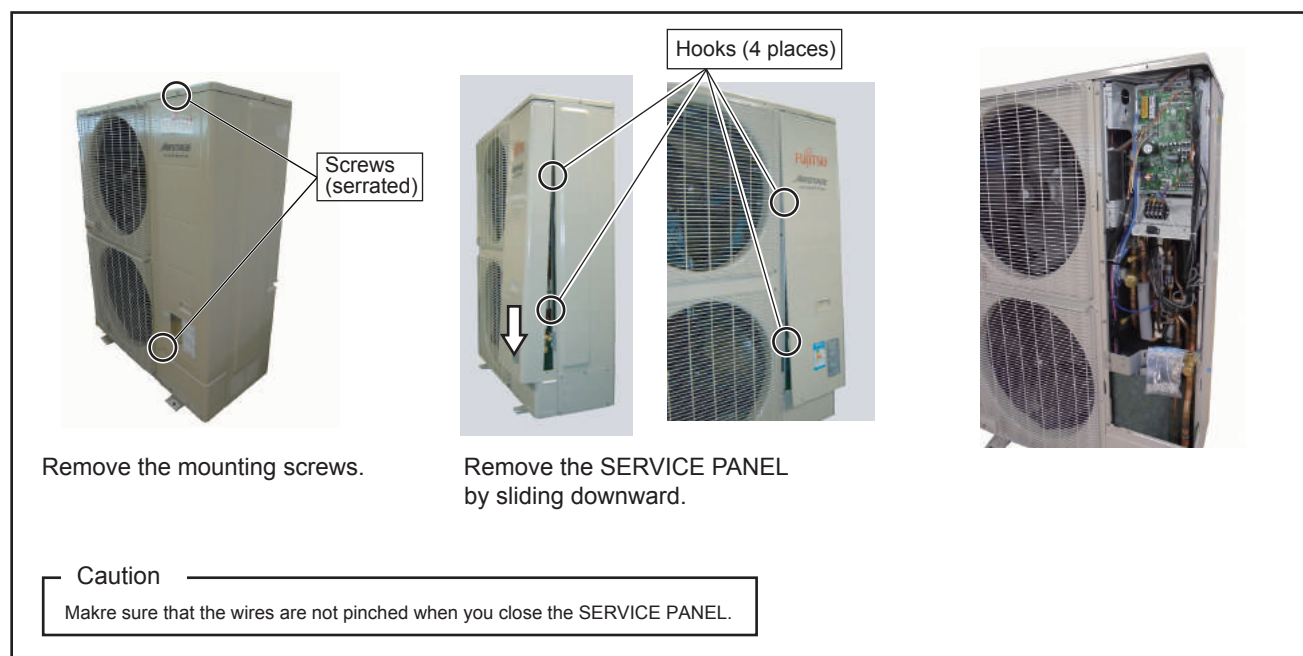 Hooks (4 places)
Screws
(serrated)
FUJITSU
AIRSTAGE
Remove the mounting screws.
Remove the SERVICE PANEL
by sliding downward.
Caution
Makre sure that the wires are not pinched when you close the SERVICE PANEL.